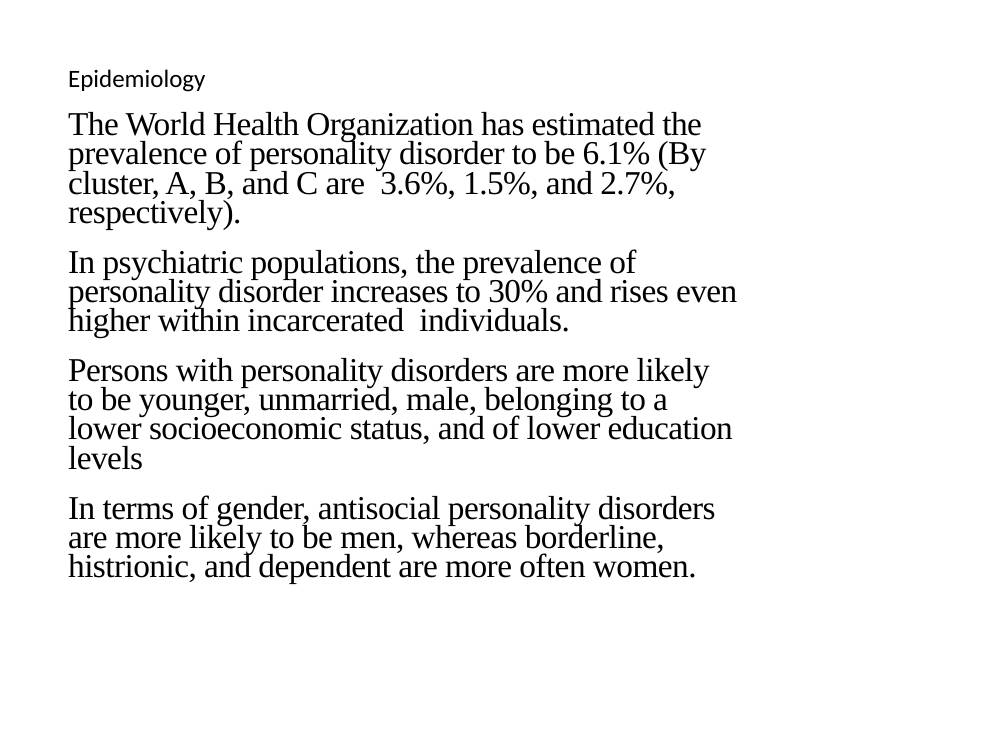 Epidemiology
The World Health Organization has estimated the
prevalence of personality disorder to be 6.1% (By
cluster, A, B, and C are  3.6%, 1.5%, and 2.7%,
respectively).
In psychiatric populations, the prevalence of
personality disorder increases to 30% and rises even
higher within incarcerated  individuals.
Persons with personality disorders are more likely
to be younger, unmarried, male, belonging to a
lower socioeconomic status, and of lower education
levels
In terms of gender, antisocial personality disorders
are more likely to be men, whereas borderline,
histrionic, and dependent are more often women.